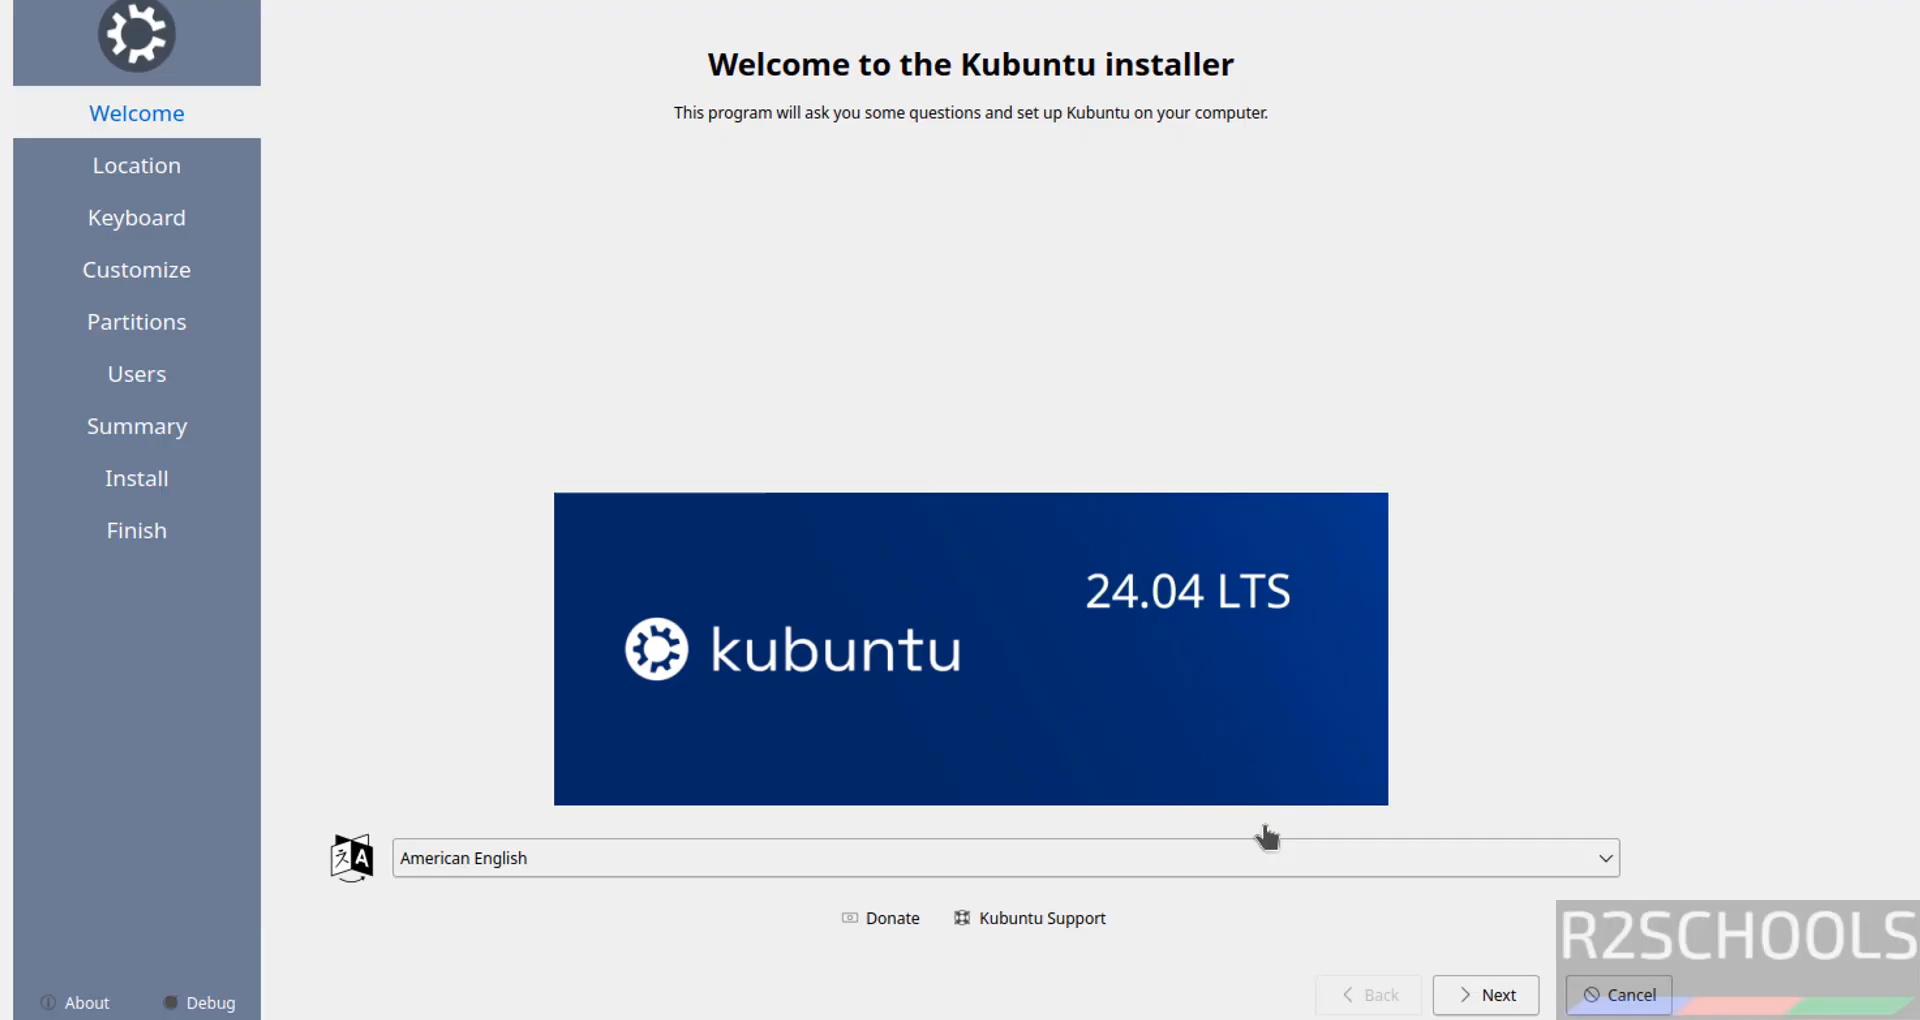 Welcome to the Kubuntu installer
This program will ask you some questions and set up Kubuntu on your computer.
Welcome
Location
Keyboard
Customize
Partitions
Users
Summary
Install
Finish
24.04 LTS
kubuntu
American English
Donate
Kubuntu Support
R2SCHOOLS
Back
Next
Cancel
About
Debug